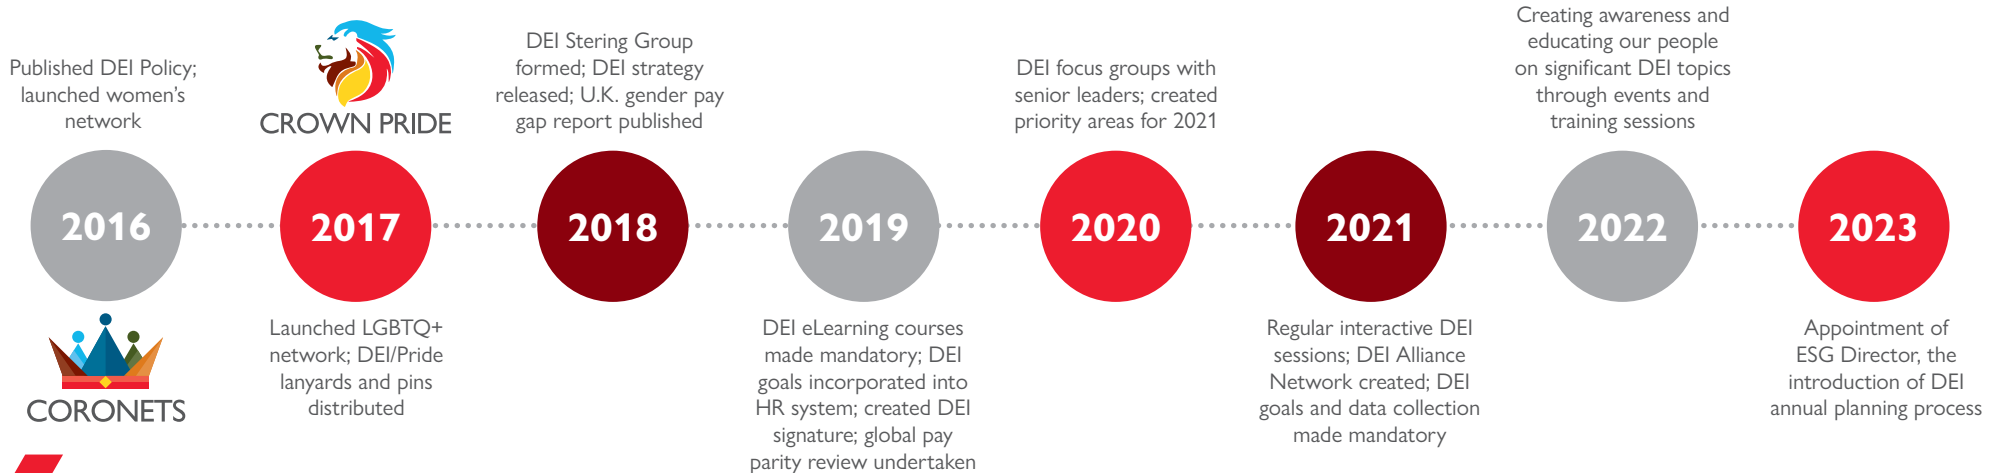 Published DEI Policy;
launched women's
network
2016
CORONETS
CROWN PRIDE
2017
Launched LGBTQ+
network; DEI/Pride
lanyards and pins
distributed
DEI Stering Group
formed; DEI strategy
released; U.K. gender pay
gap report published
2018
2019
DEI eLearning courses
made mandatory; DEI
goals incorporated into
HR system; created DEI
signature; global pay
parity review undertaken
DEI focus groups with
senior leaders; created
priority areas for 2021
2020
2021
Regular interactive DEI
sessions; DEI Alliance
Network created; DEI
goals and data collection
made mandatory
Creating awareness and
educating our people
on significant DEI topics
through events and
training sessions
2022
2023
Appointment of
ESG Director, the
introduction of DEI
annual planning process